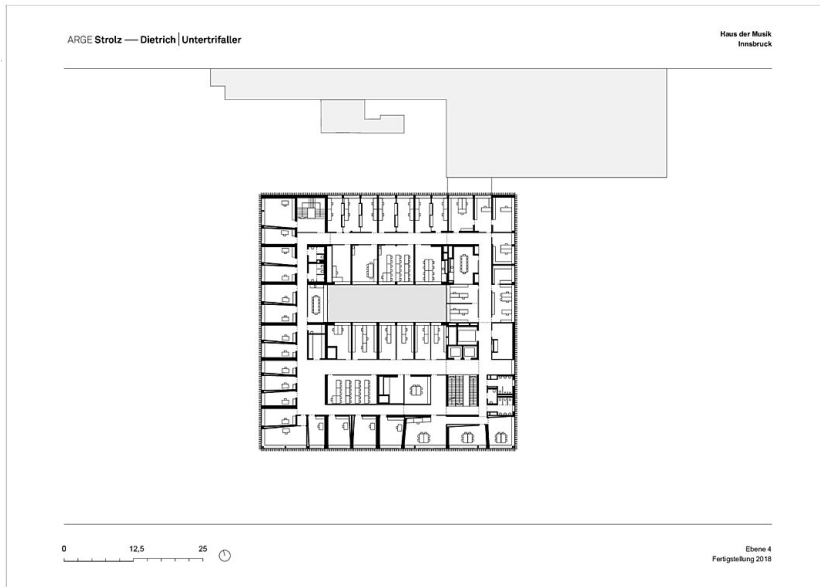 ARGE Strolz — Dietrich | Untertrifaller
Haus der Musik
Innsbruck
0 12,5 25
Ebene 4
Fertigstellung 2018